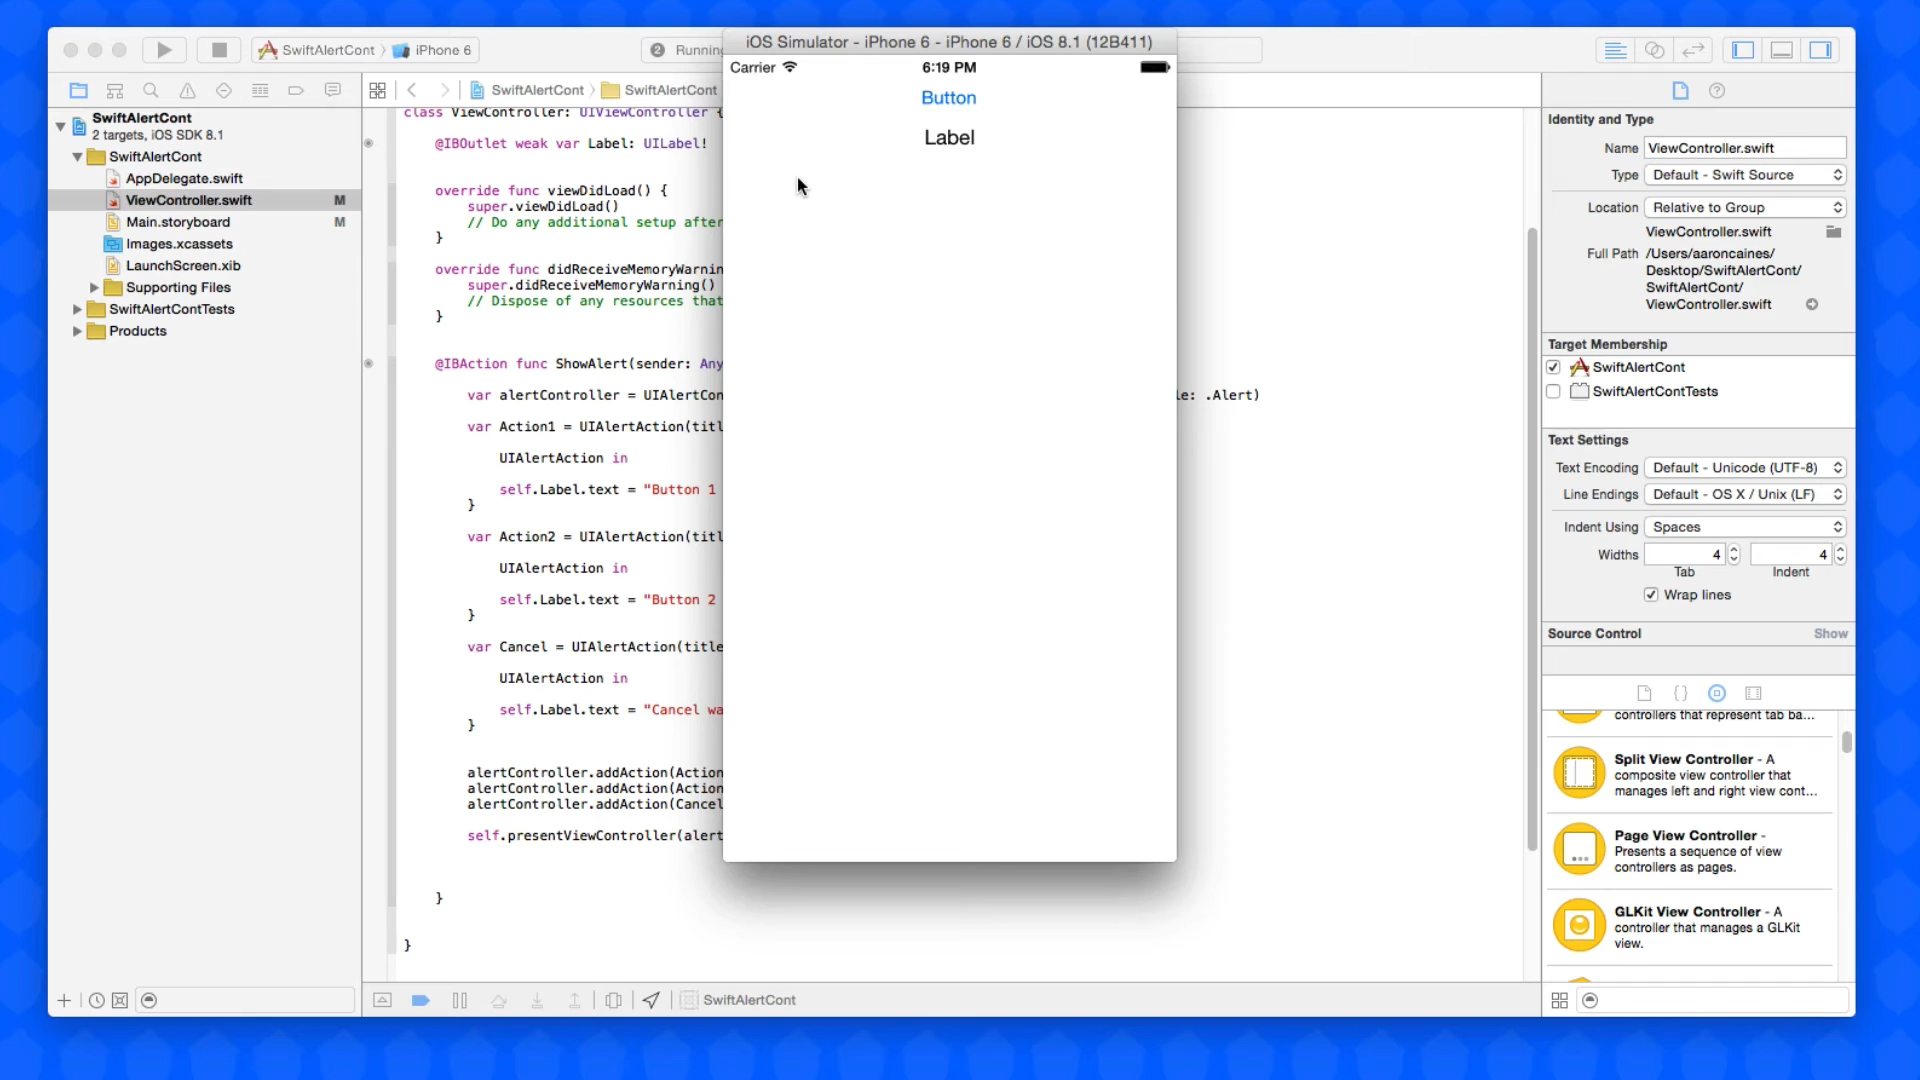 SwiftAlertCont
iPhone 6
2
Running
iOS Simulator - iPhone 6 - iPhone 6 / iOS 8.1 (12B411)
Carrier
6:19 PM
Button
Label
SwiftAlertCont
2 targets, iOS SDK 8.1
SwiftAlertCont
AppDelegate.swift
ViewController.swift M
Main.storyboard M
Images.xcassets
LaunchScreen.xib
Supporting Files
SwiftAlertContTests
Products
SwiftAlertCont
SwiftAlertCont
class ViewController: UIViewController {
@IBOutlet weak var Label: UILabel!
override func viewDidLoad() {
super.viewDidLoad()
// Do any additional setup after
}
override func didReceiveMemoryWarnin
super.didReceiveMemoryWarning()
// Dispose of any resources that
}
@IBAction func ShowAlert(sender: Any
var alertController = UIAlertCon
le: .Alert)
var Action1 = UIAlertAction(titl
UIAlertAction in
self.Label.text = "Button 1
}
var Action2 = UIAlertAction(titl
UIAlertAction in
self.Label.text = "Button 2
}
var Cancel = UIAlertAction(title
UIAlertAction in
self.Label.text = "Cancel wa
}
alertController.addAction(Action
alertController.addAction(Action
alertController.addAction(Cancel
self.presentViewController(alert
}
}
SwiftAlertCont
Identity and Type
Name ViewController.swift
Type Default - Swift Source
Location Relative to Group
ViewController.swift
Full Path /Users/aaroncaines/
Desktop/SwiftAlertCont/
SwiftAlertCont/
ViewController.swift
Target Membership
SwiftAlertCont
SwiftAlertContTests
Text Settings
Text Encoding Default - Unicode (UTF-8)
Line Endings Default - OS X / Unix (LF)
Indent Using Spaces
Widths 4 4
Tab Indent
Wrap lines
Source Control Show
{ }
controllers that represent tab ba...
Split View Controller - A
composite view controller that
manages left and right view cont...
Page View Controller -
Presents a sequence of view
controllers as pages.
GLKit View Controller - A
controller that manages a GLKit
view.